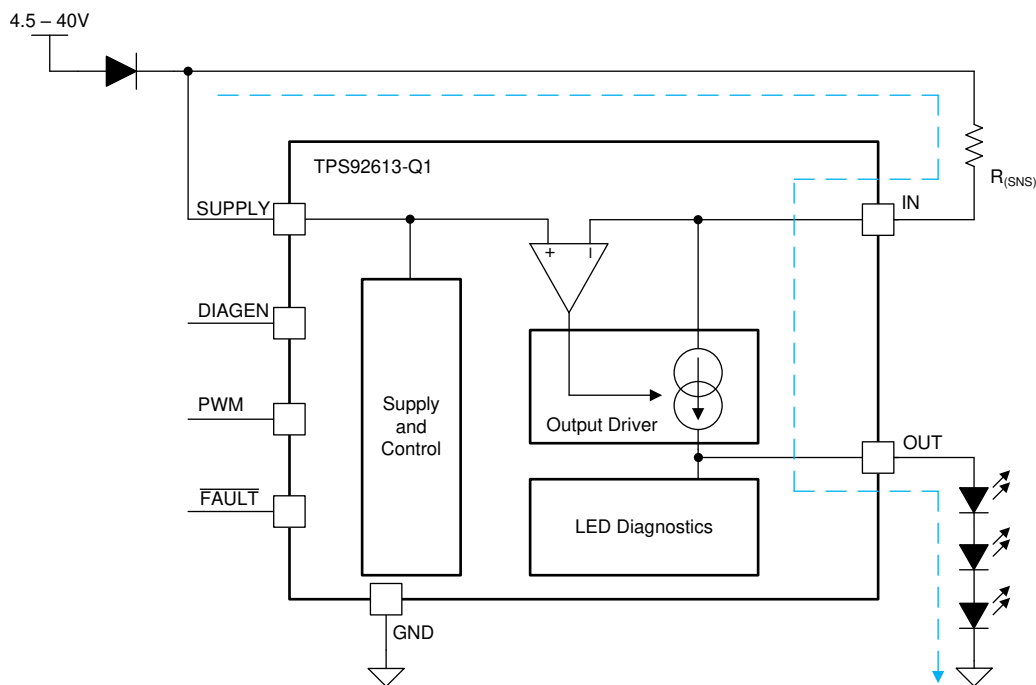 4.5 – 40V
TPS92613-Q1
R(SNS)
SUPPLY
IN
+
–
DIAGEN
PWM
Supply
and
Control
Output Driver
OUT
FAULT
LED Diagnostics
GND